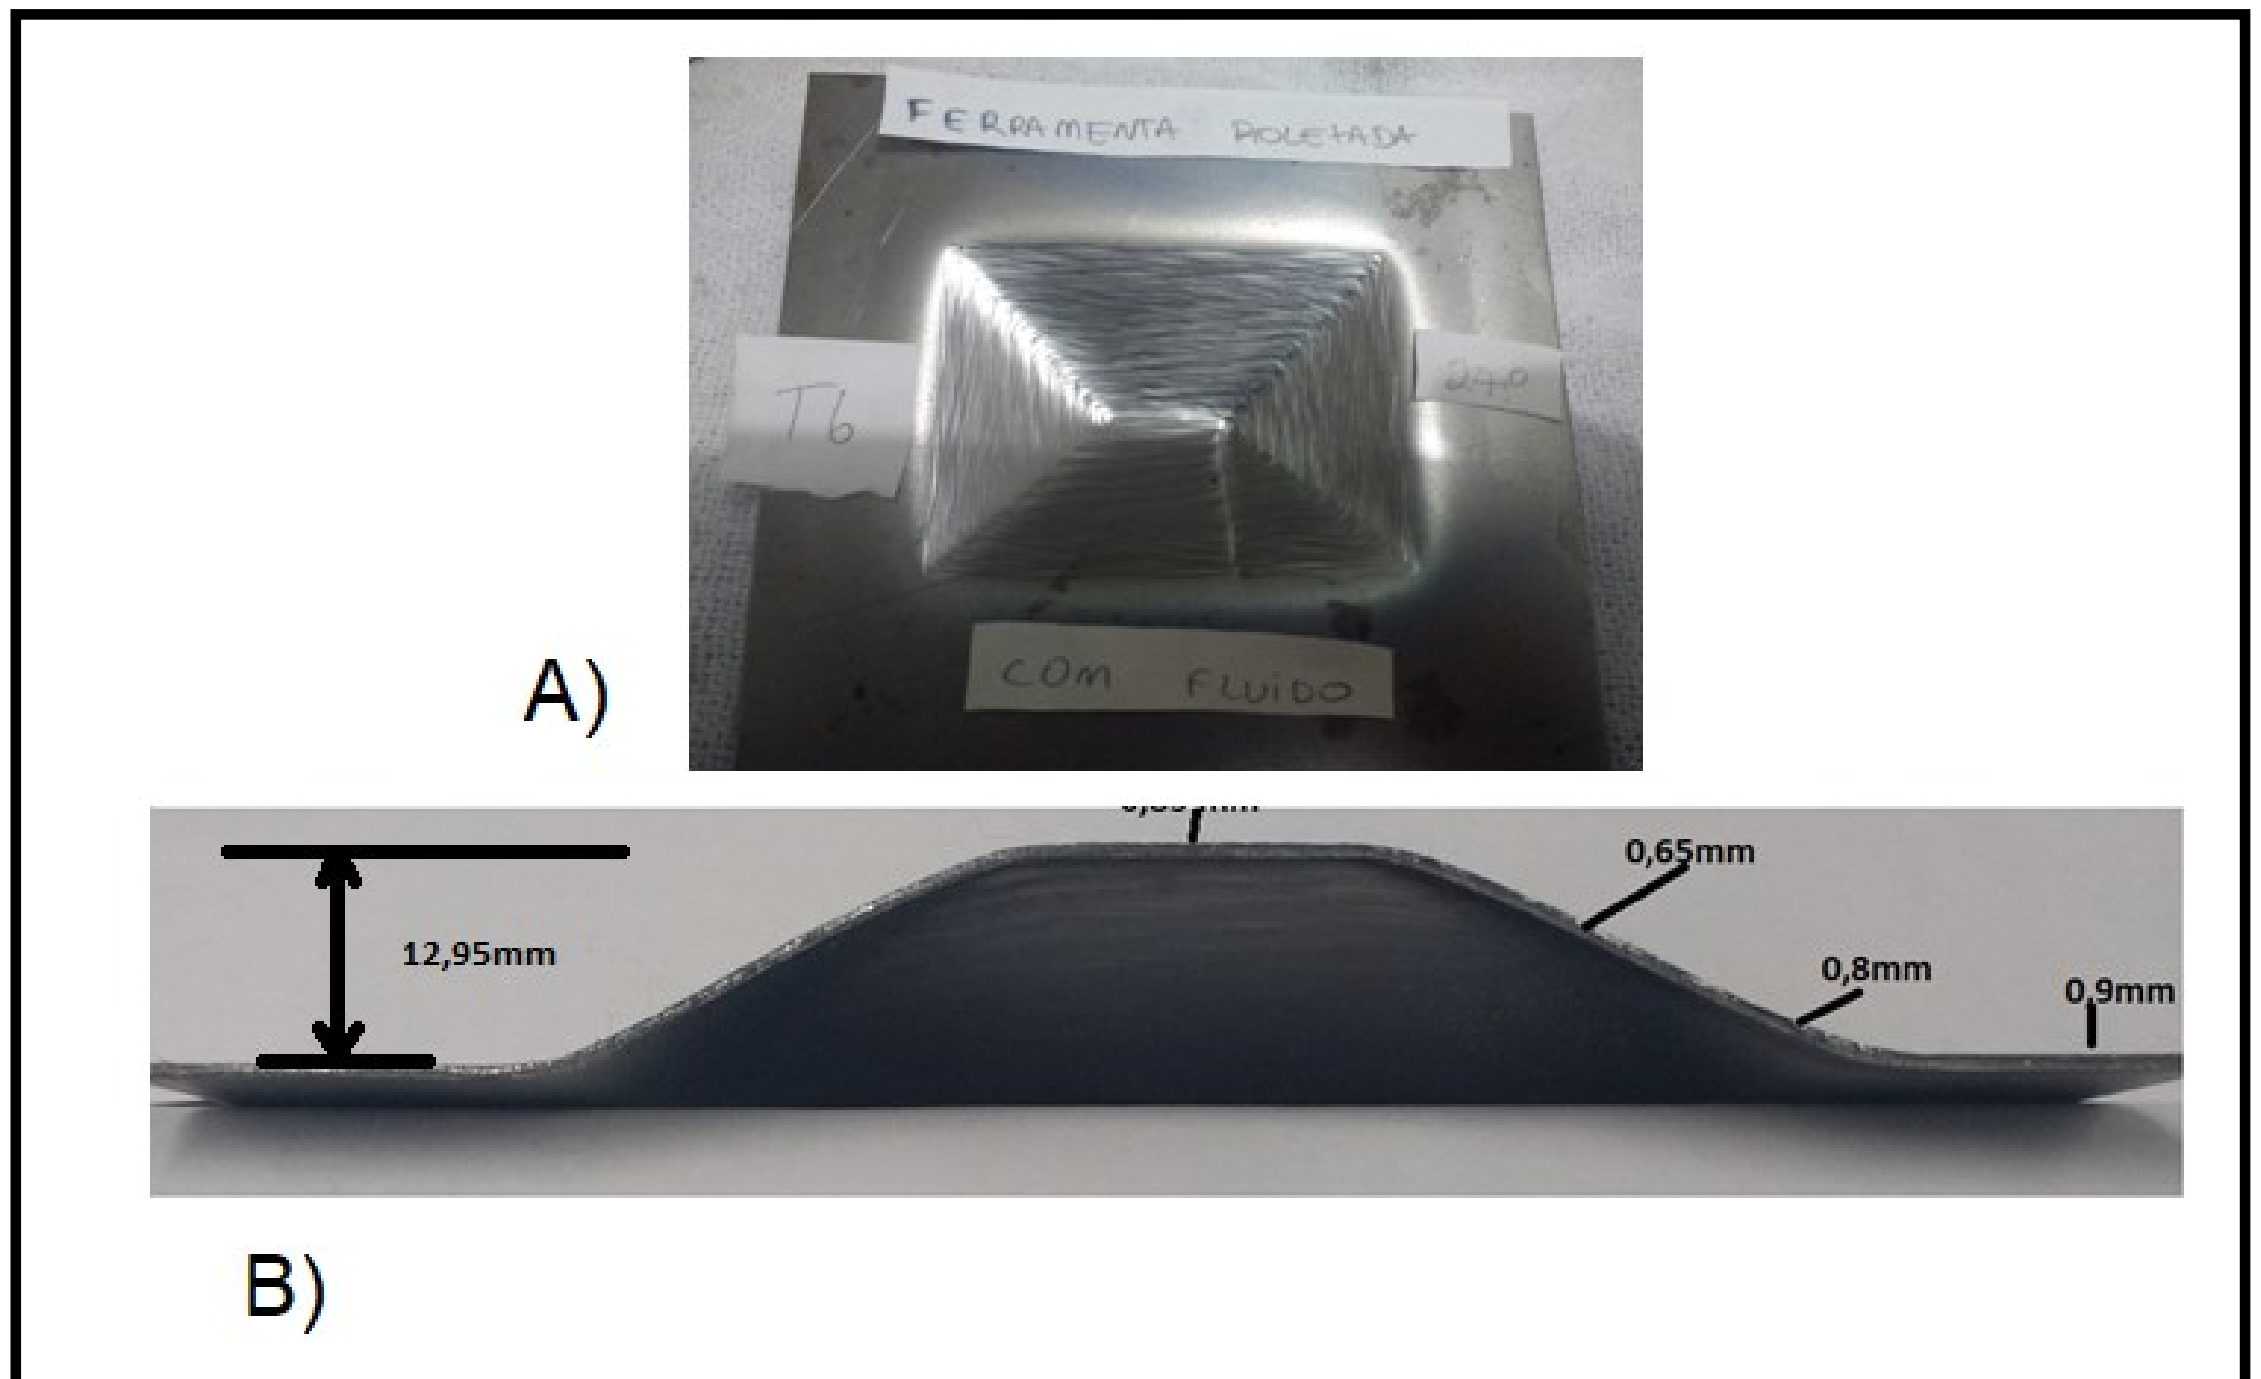 FERRAMENTA ROLETADA
T6
240
COM FLUIDO
A)
0,65mm
12,95mm
0,8mm
0,9mm
B)